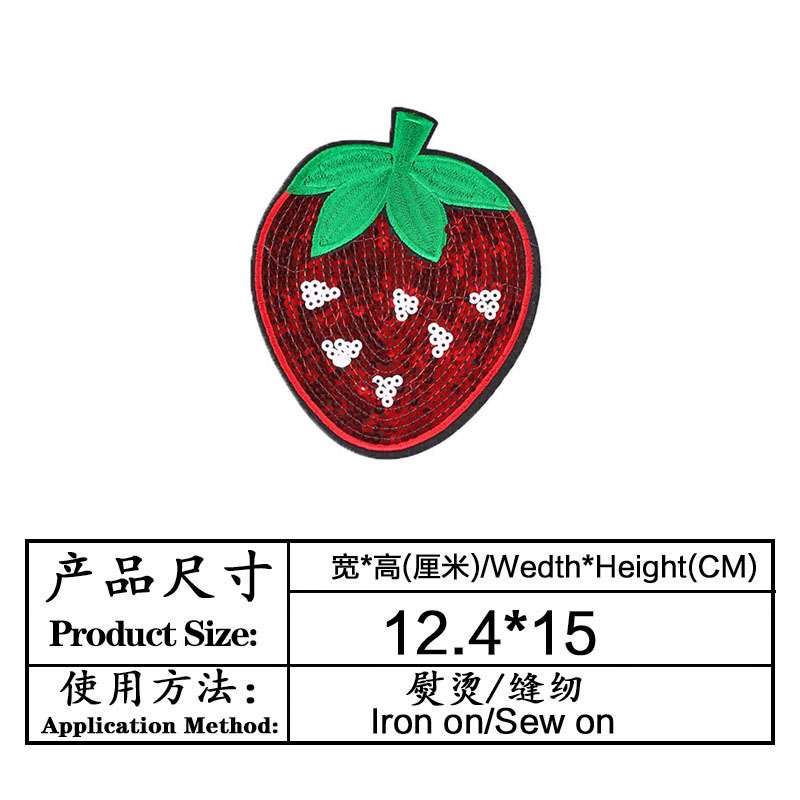 产品尺寸
Product Size:
宽*高(厘米)/Wedth*Height(CM)
12.4*15
使用方法：
Application Method:
熨烫/缝纫
Iron on/Sew on